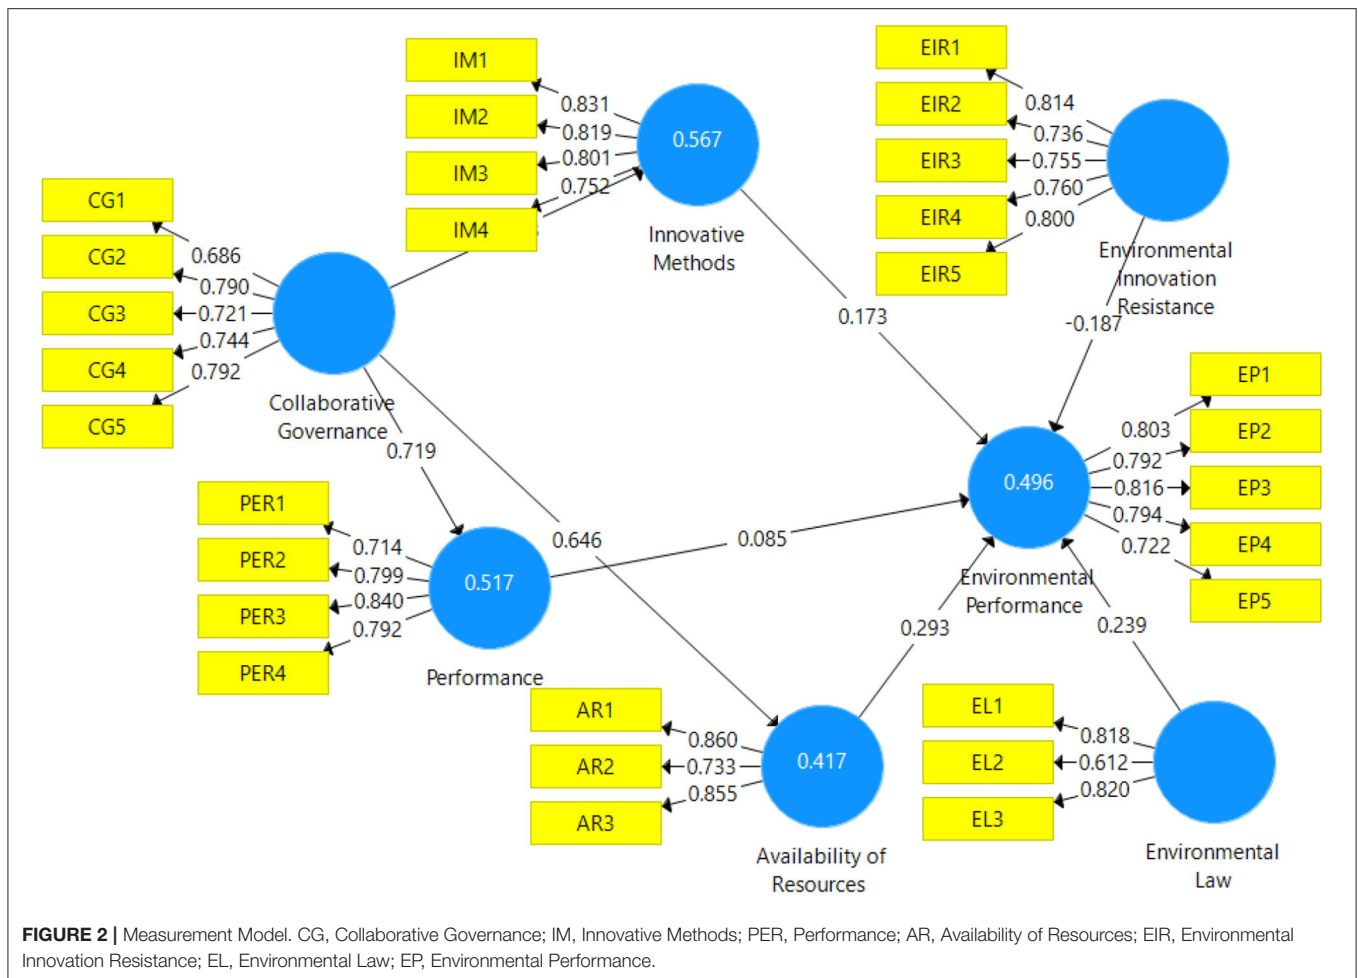 IM1
IM2
IM3
IM4
0.831
0.819
0.801
0.752
0.567
Innovative
Methods
EIR1
EIR2
EIR3
EIR4
EIR5
0.814
0.736
0.755
0.760
0.800
Environmental
Innovation
Resistance
CG1
CG2
CG3
CG4
CG5
0.686
0.790
0.721
0.744
0.792
Collaborative
Governance
0.173
-0.187
0.719
0.646
0.085
0.293
0.239
EP1
EP2
EP3
EP4
EP5
0.803
0.792
0.816
0.794
0.722
0.496
Environmental
Performance
PER1
PER2
PER3
PER4
0.714
0.799
0.840
0.792
0.517
Performance
AR1
AR2
AR3
0.860
0.733
0.855
0.417
Availability of
Resources
EL1
EL2
EL3
0.818
0.612
0.820
Environmental
Law
FIGURE 2 | Measurement Model. CG, Collaborative Governance; IM, Innovative Methods; PER, Performance; AR, Availability of Resources; EIR, Environmental
Innovation Resistance; EL, Environmental Law; EP, Environmental Performance.